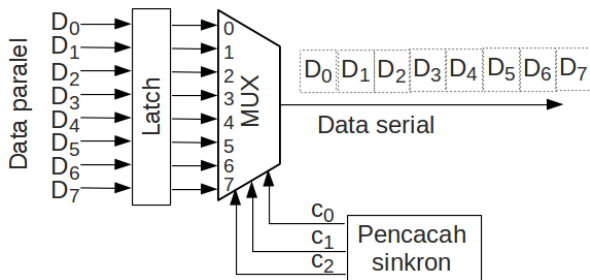 Data paralel
D0
D1
D2
D3
D4
D5
D6
D7
Latch
0
1
2
3
4
5
6
7
MUX
D0 D1 D2 D3 D4 D5 D6 D7
Data serial
c0
c1
c2
Pencacah
sinkron